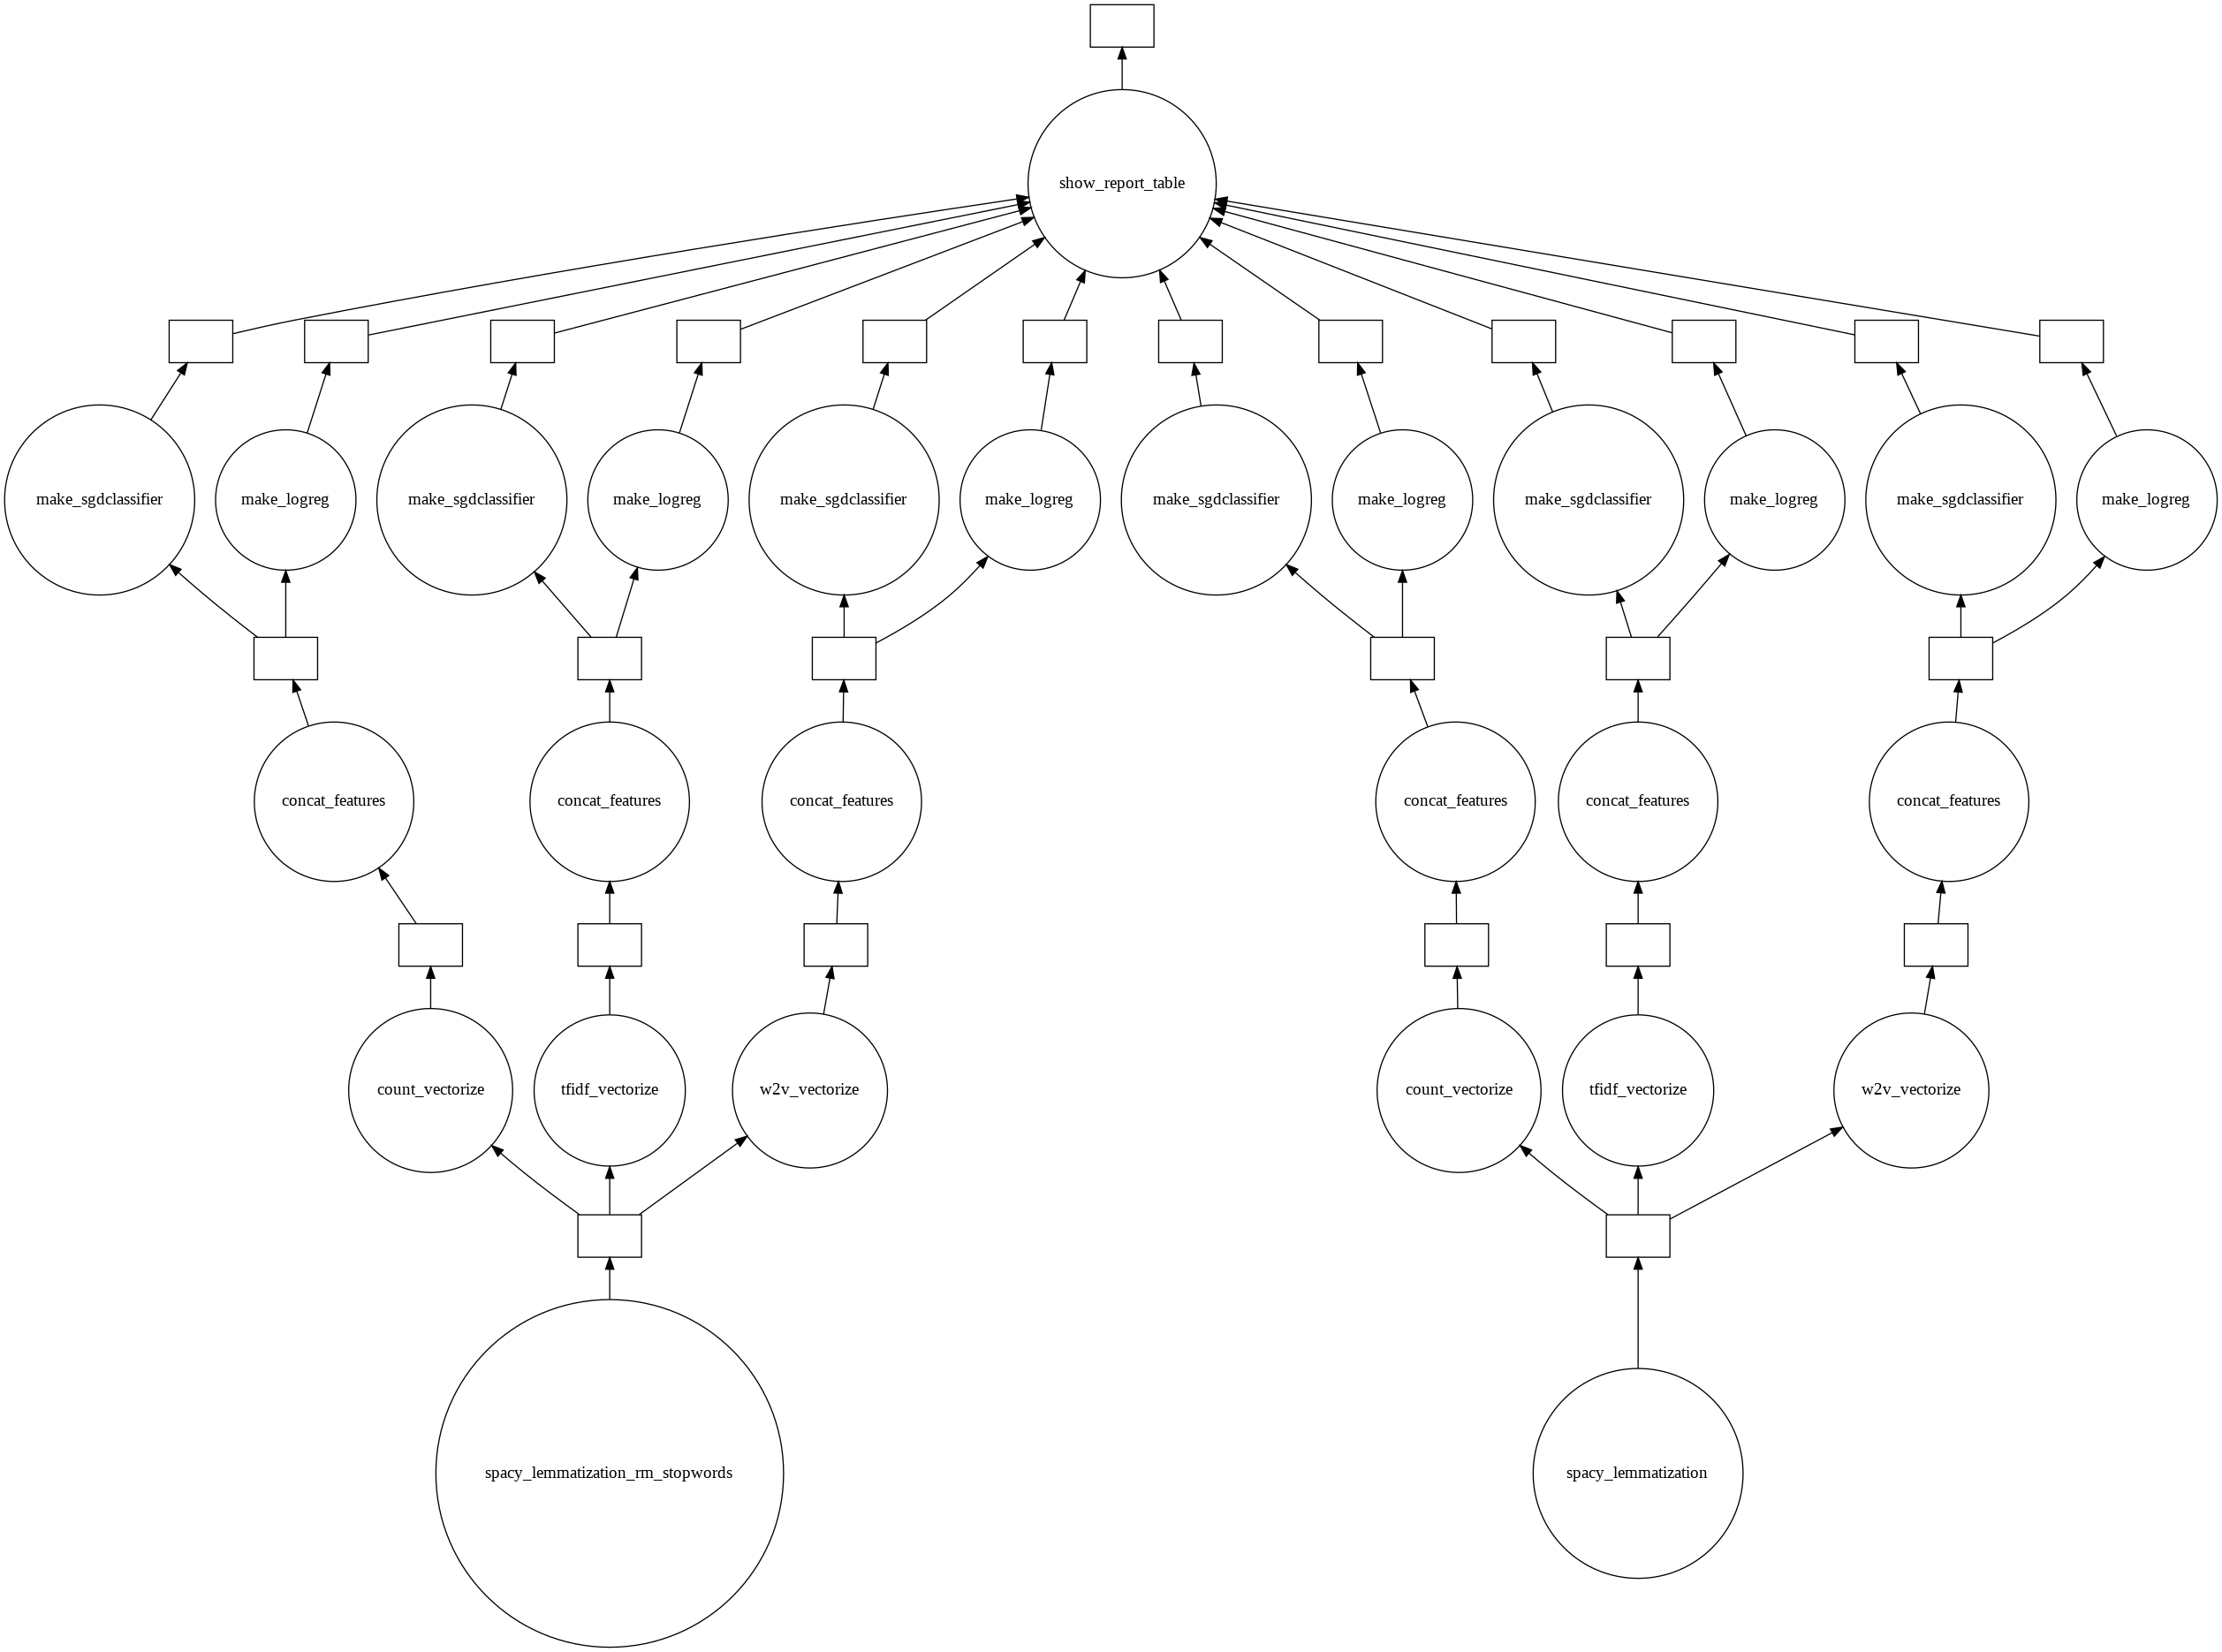 show_report_table
make_sgdclassifier
make_logreg
make_sgdclassifier
make_logreg
make_sgdclassifier
make_logreg
make_sgdclassifier
make_logreg
make_sgdclassifier
make_logreg
make_sgdclassifier
make_logreg
concat_features
concat_features
concat_features
concat_features
concat_features
concat_features
count_vectorize
tfidf_vectorize
w2v_vectorize
count_vectorize
tfidf_vectorize
w2v_vectorize
spacy_lemmatization_rm_stopwords
spacy_lemmatization